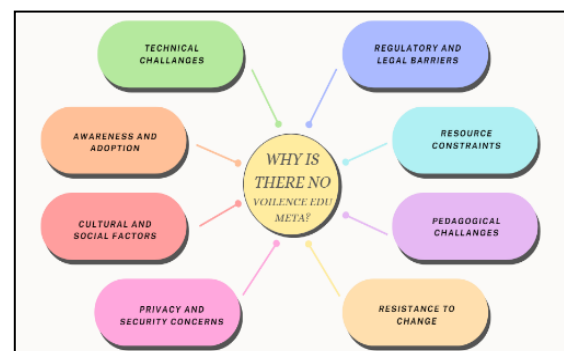 TECHNICAL
CHALLANGES
REGULATORY AND
LEGAL BARRIERS
AWARENESS AND
ADOPTION
WHY IS
THERE NO
VOILENCE EDU
META?
RESOURCE
CONSTRAINTS
CULTURAL AND
SOCIAL FACTORS
PEDAGOGICAL
CHALLANGES
PRIVACY AND
SECURITY CONCERNS
RESISTANCE TO
CHANGE